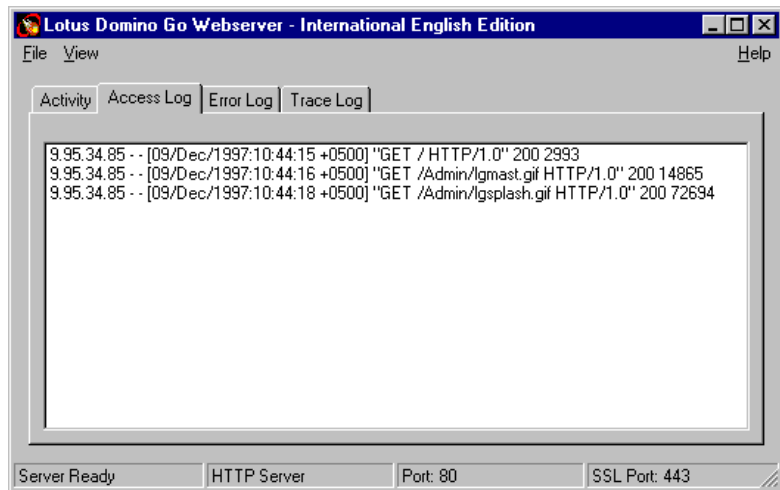 Lotus Domino Go Webserver - International English Edition
File View Help
Activity Access Log Error Log Trace Log
9.95.34.85 - - [09/Dec/1997:10:44:15 +0500] "GET / HTTP/1.0" 200 2993
9.95.34.85 - - [09/Dec/1997:10:44:16 +0500] "GET /Admin/lgmast.gif HTTP/1.0" 200 14865
9.95.34.85 - - [09/Dec/1997:10:44:18 +0500] "GET /Admin/lgsplash.gif HTTP/1.0" 200 72694
Server Ready HTTP Server Port: 80 SSL Port: 443